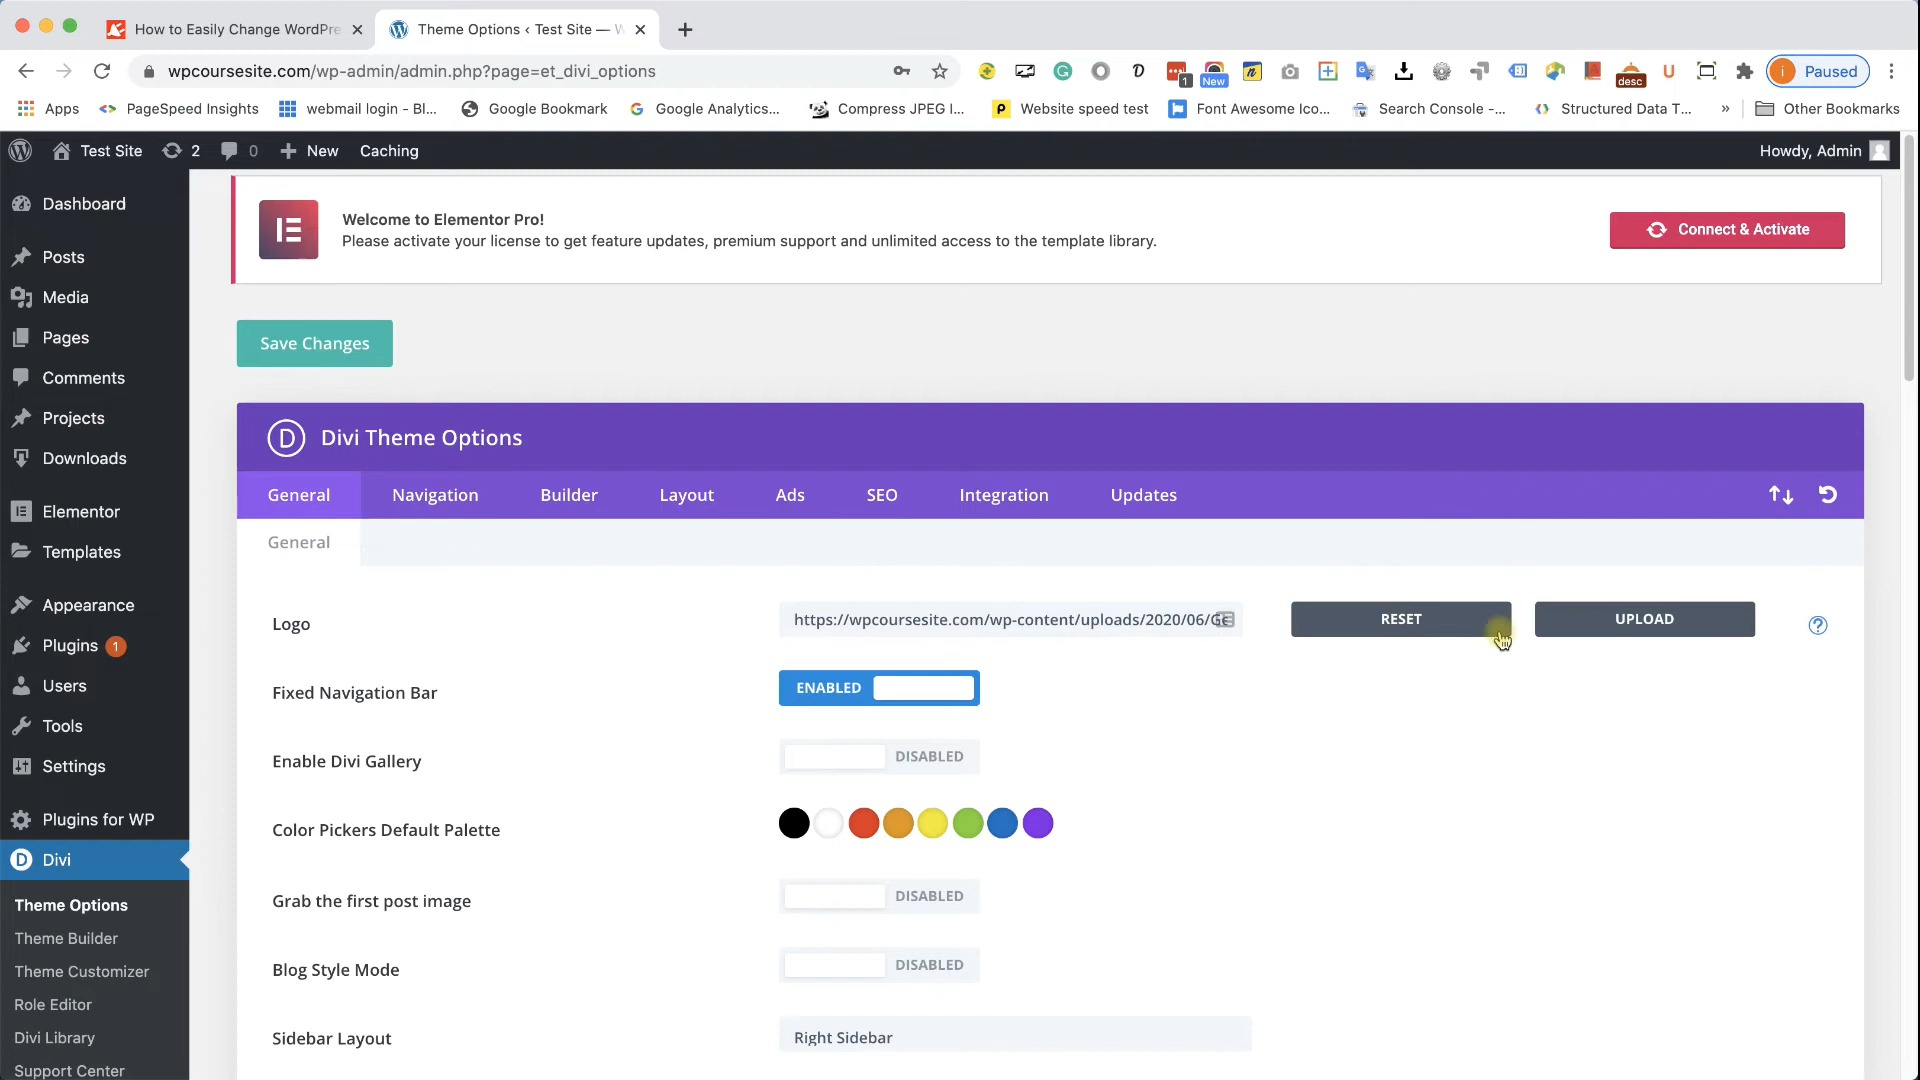 How to Easily Change WordPre
Theme Options ‹ Test Site — W
wpcoursesite.com/wp-admin/admin.php?page=et_divi_options
1
New
desc
Paused
Apps
PageSpeed Insights
webmail login - Bl...
Google Bookmark
Google Analytics...
Compress JPEG I...
Website speed test
Font Awesome Ico...
Search Console -...
Structured Data T...
»
Other Bookmarks
Test Site
2
0
New
Caching
Howdy, Admin
Dashboard
Posts
Media
Pages
Comments
Projects
Downloads
Elementor
Templates
Appearance
Plugins 1
Users
Tools
Settings
Plugins for WP
Divi
Theme Options
Theme Builder
Theme Customizer
Role Editor
Divi Library
Support Center
Welcome to Elementor Pro!
Please activate your license to get feature updates, premium support and unlimited access to the template library.
Connect & Activate
Save Changes
D Divi Theme Options
General
Navigation
Builder
Layout
Ads
SEO
Integration
Updates
General
Logo
https://wpcoursesite.com/wp-content/uploads/2020/06/Ge
RESET
UPLOAD
?
Fixed Navigation Bar
ENABLED
Enable Divi Gallery
DISABLED
Color Pickers Default Palette
Grab the first post image
DISABLED
Blog Style Mode
DISABLED
Sidebar Layout
Right Sidebar